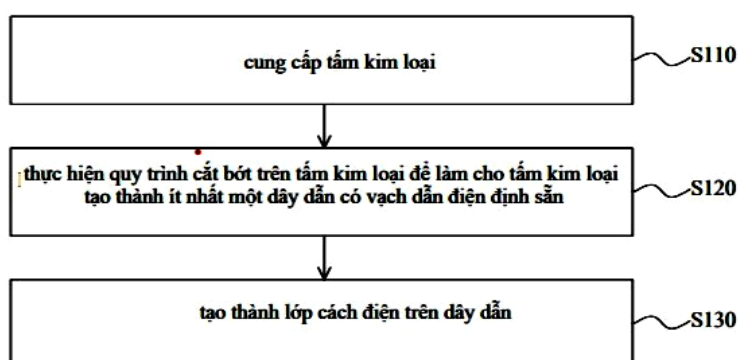 cung cấp tấm kim loại
S110
thực hiện quy trình cắt bớt trên tấm kim loại để làm cho tấm kim loại
tạo thành ít nhất một dây dẫn có vạch dẫn điện định sẵn
S120
tạo thành lớp cách điện trên dây dẫn
S130